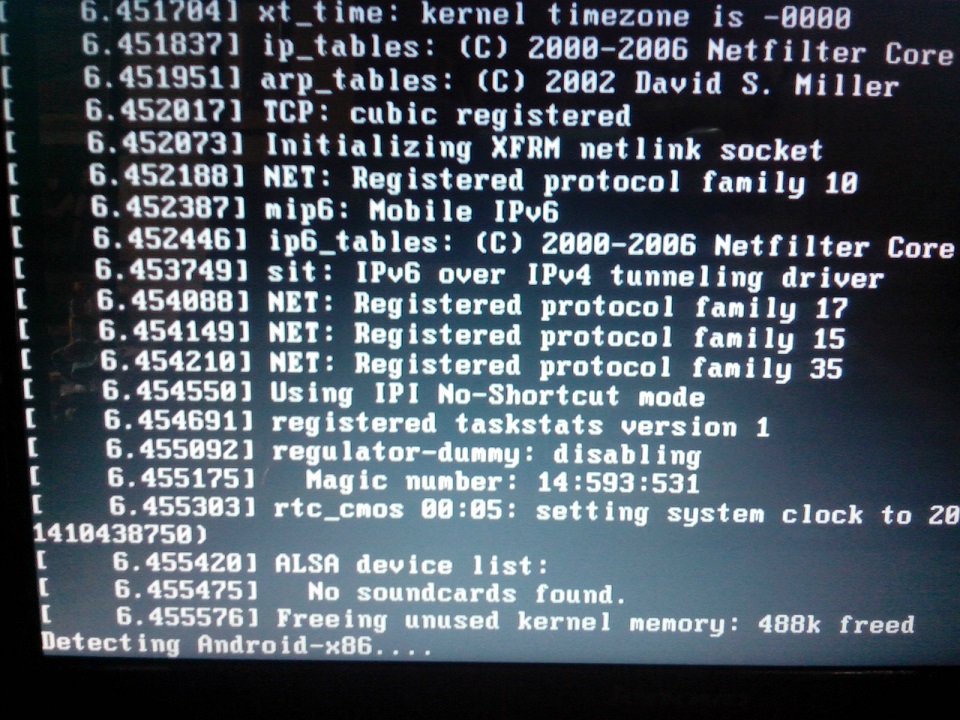 [    6.451704] xt_time: kernel timezone is -0000
[    6.451837] ip_tables: (C) 2000-2006 Netfilter Core
[    6.451951] arp_tables: (C) 2002 David S. Miller
[    6.452017] TCP: cubic registered
[    6.452073] Initializing XFRM netlink socket
[    6.452188] NET: Registered protocol family 10
[    6.452387] mip6: Mobile IPv6
[    6.452446] ip6_tables: (C) 2000-2006 Netfilter Core
[    6.453749] sit: IPv6 over IPv4 tunneling driver
[    6.454088] NET: Registered protocol family 17
[    6.454149] NET: Registered protocol family 15
[    6.454210] NET: Registered protocol family 35
[    6.454550] Using IPI No-Shortcut mode
[    6.454691] registered taskstats version 1
[    6.455092] regulator-dummy: disabling
[    6.455175]   Magic number: 14:593:531
[    6.455303] rtc_cmos 00:05: setting system clock to 20
1410438750)
[    6.455420] ALSA device list:
[    6.455475]   No soundcards found.
[    6.455576] Freeing unused kernel memory: 488k freed
Detecting Android-x86....